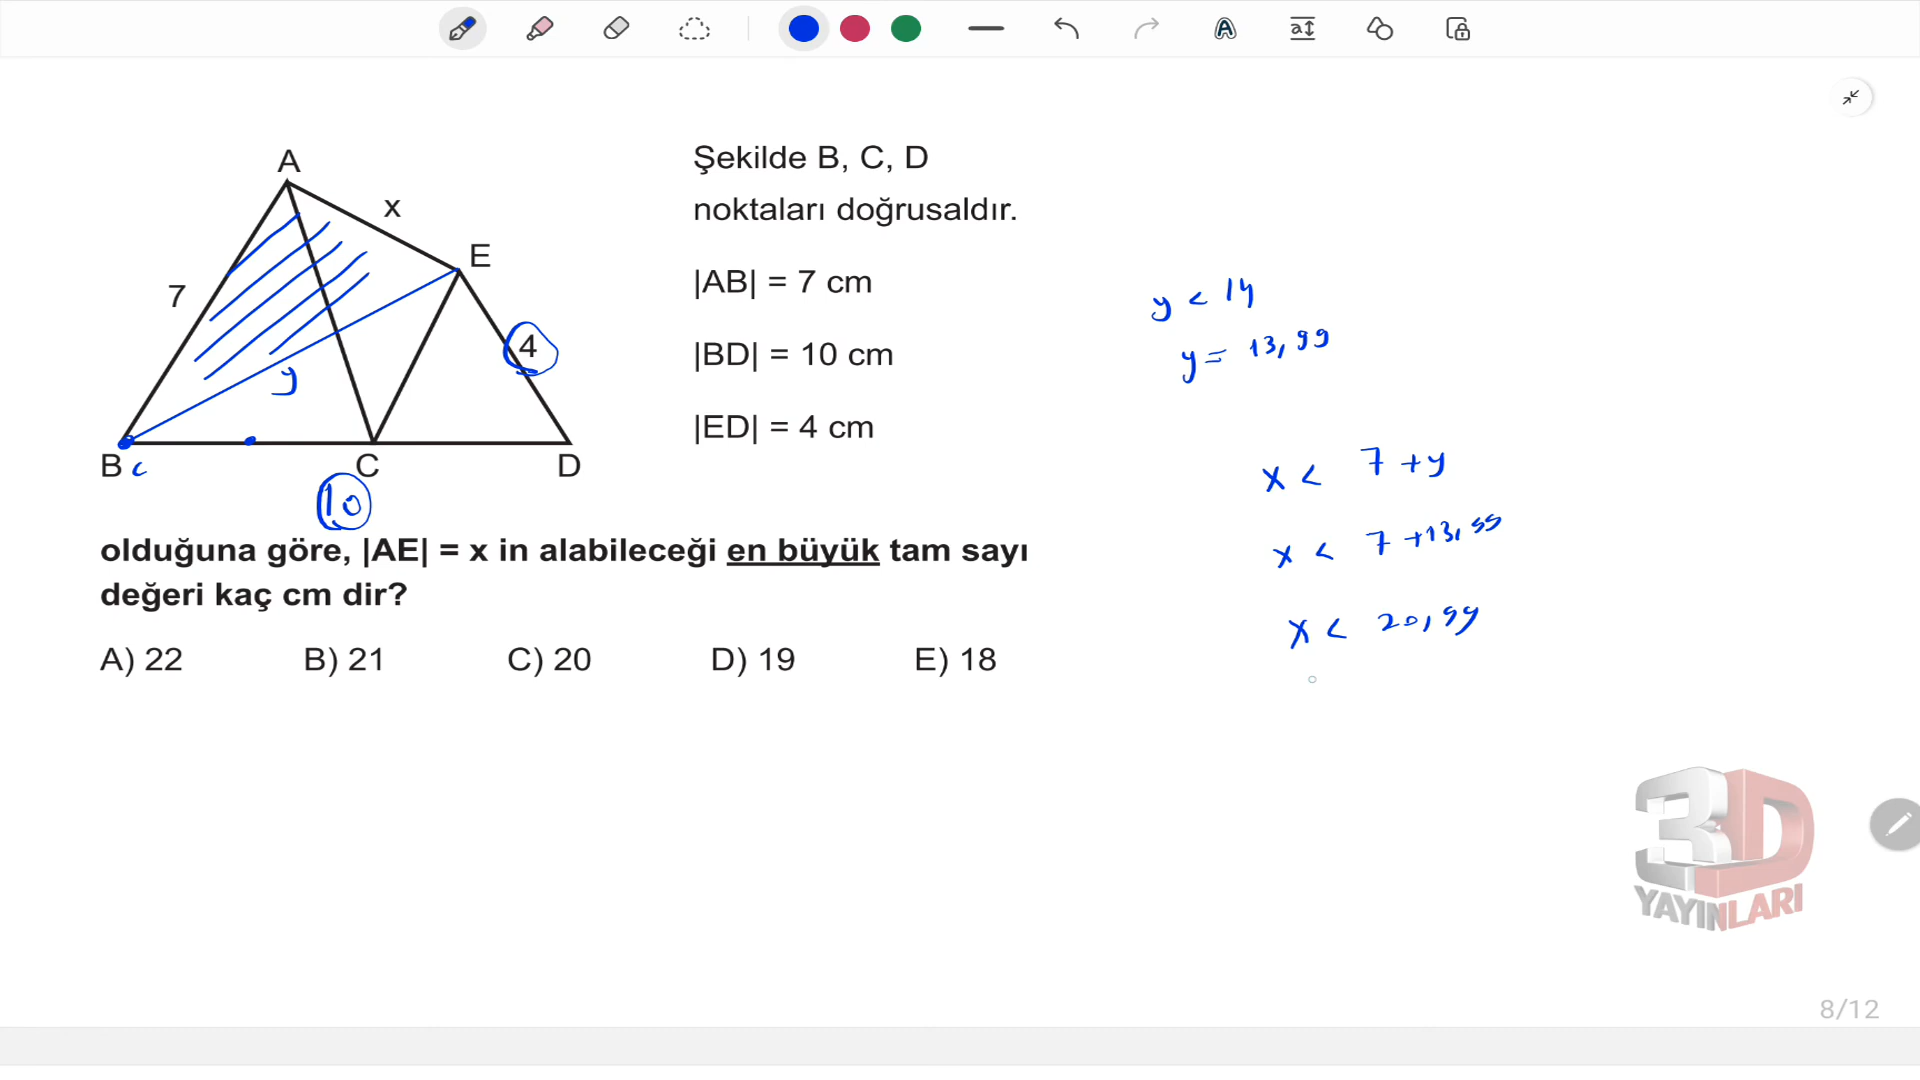 A
x
E
7
4
y
B c
C
D
10
Şekilde B, C, D
noktaları doğrusaldır.
|AB| = 7 cm
|BD| = 10 cm
|ED| = 4 cm
olduğuna göre, |AE| = x in alabileceği en büyük tam sayı
değeri kaç cm dir?
A) 22 B) 21 C) 20 D) 19 E) 18
y < 14
y = 13,99
x < 7 + y
x < 7 + 13,99
x < 20,99
3D
YAYINLARI
8/12